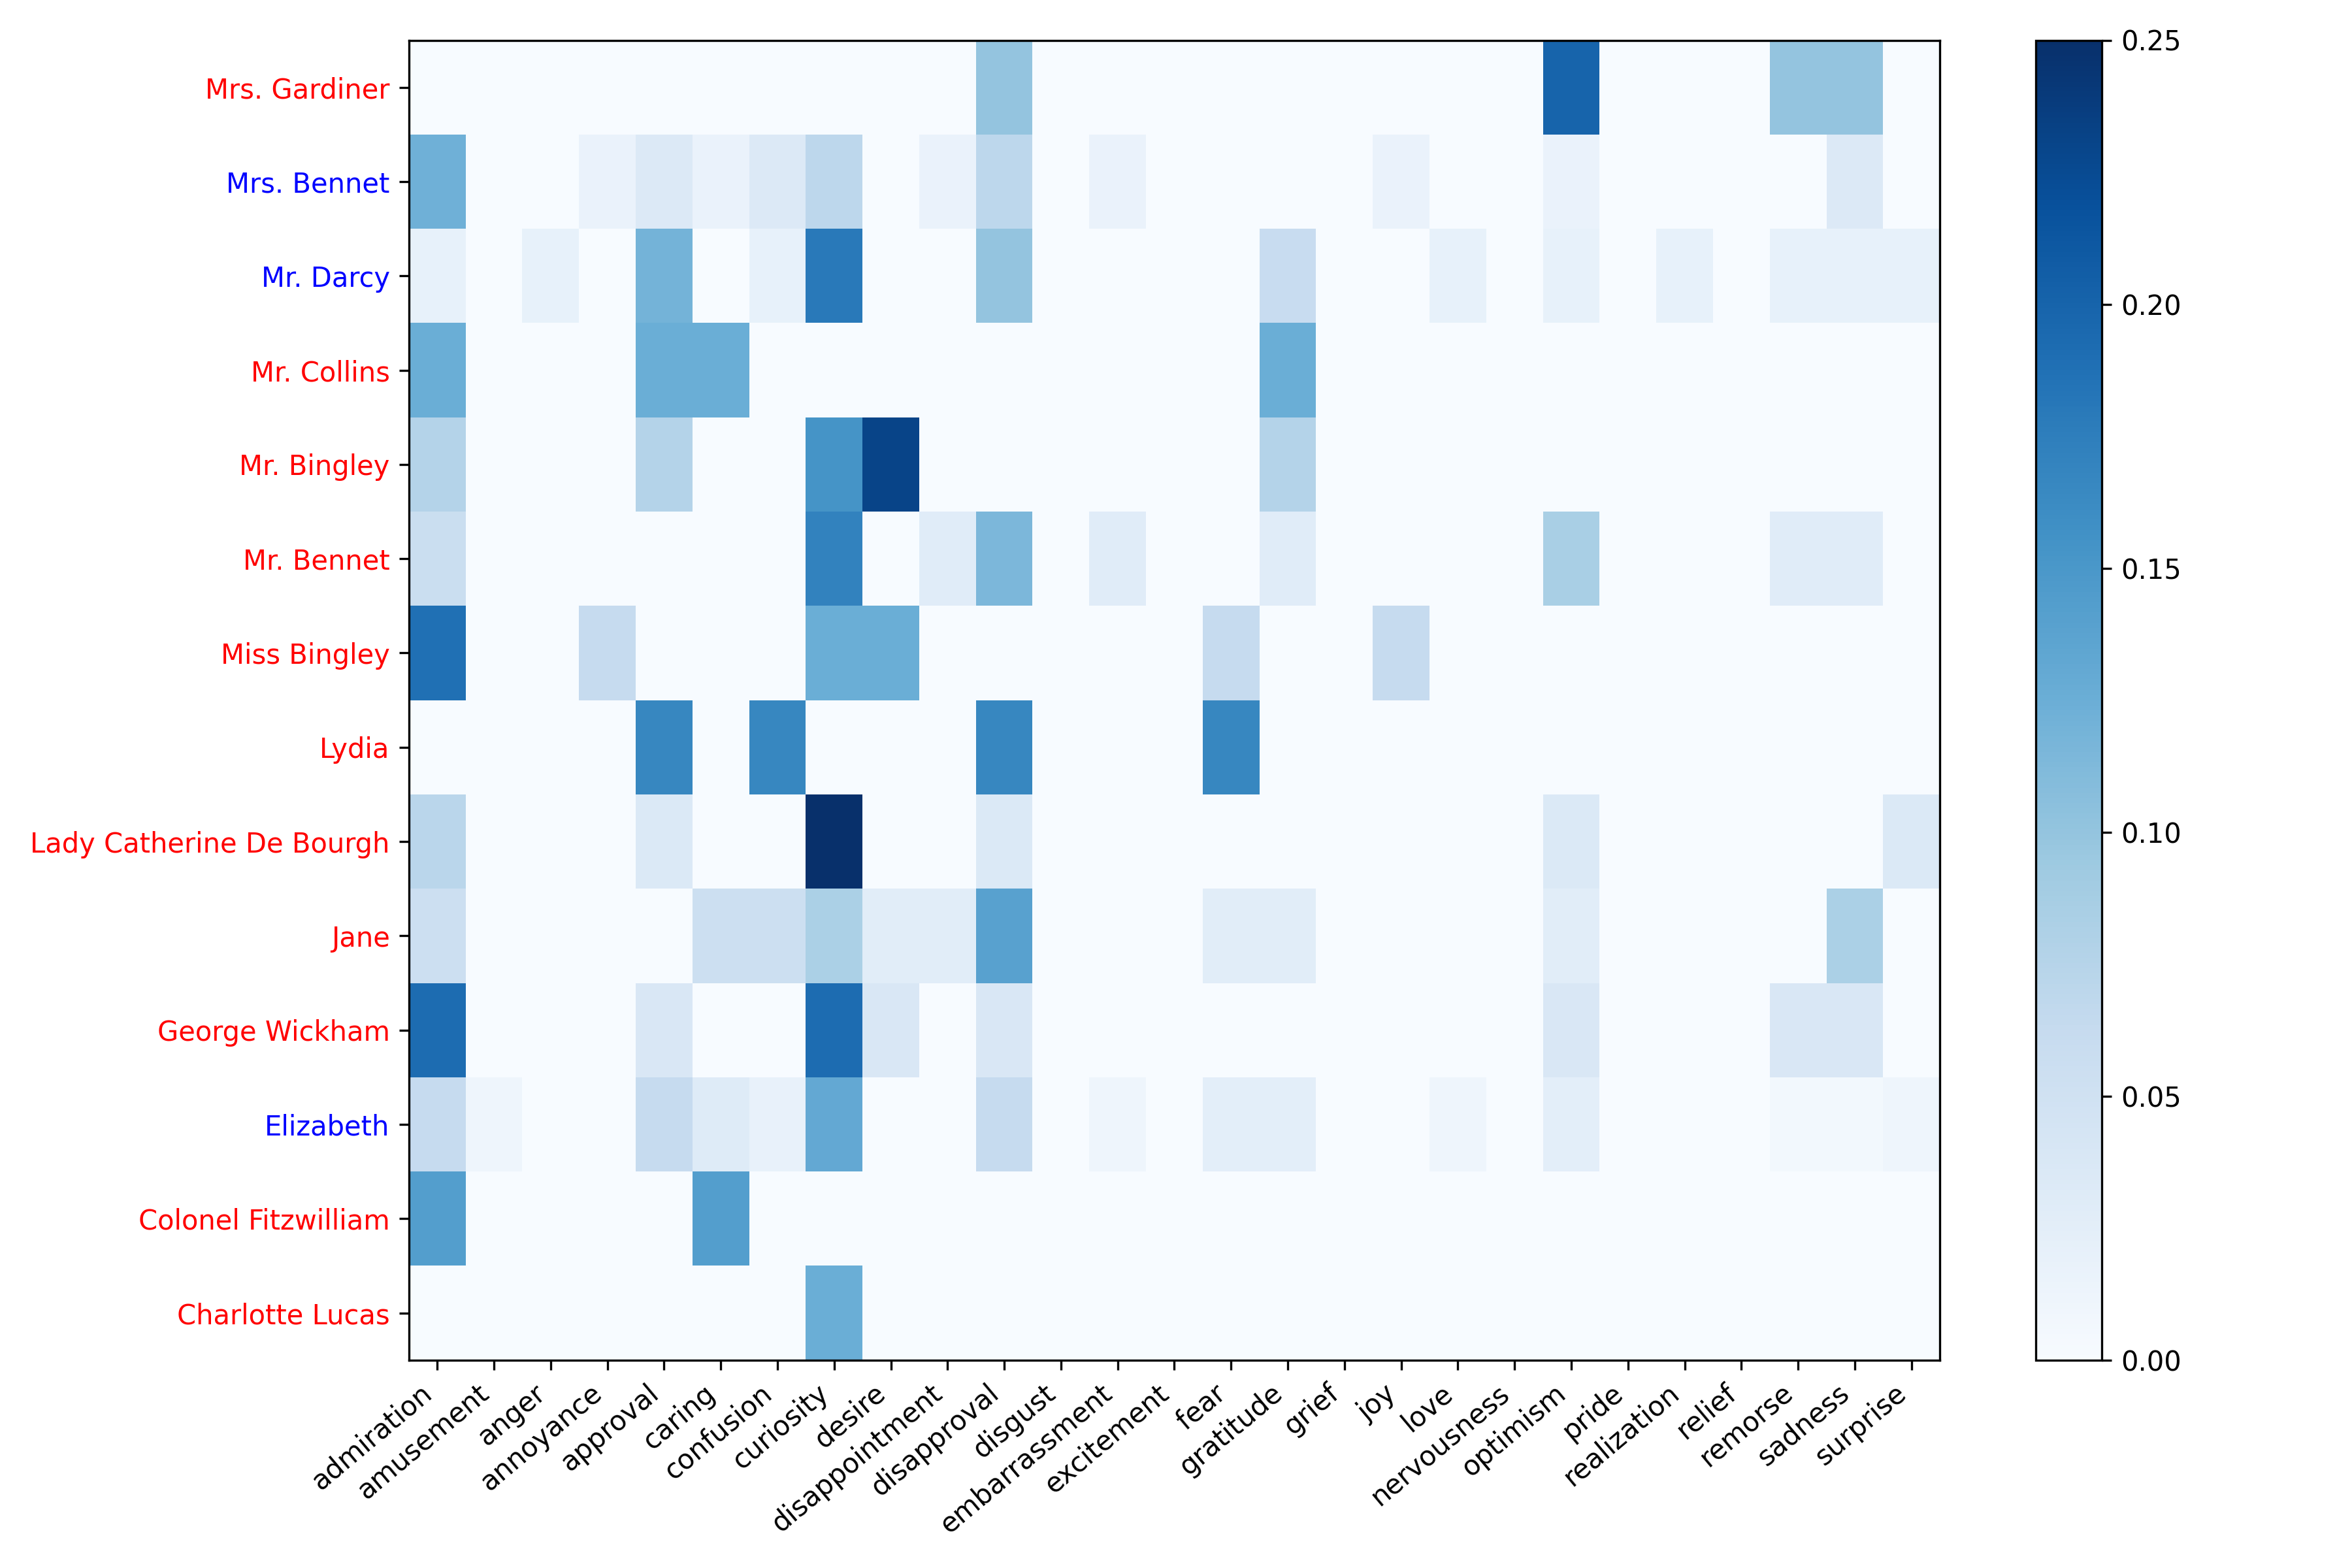 Mrs. Gardiner
Mrs. Bennet
Mr. Darcy
Mr. Collins
Mr. Bingley
Mr. Bennet
Miss Bingley
Lydia
Lady Catherine De Bourgh
Jane
George Wickham
Elizabeth
Colonel Fitzwilliam
Charlotte Lucas
admiration
amusement
anger
annoyance
approval
caring
confusion
curiosity
desire
disappointment
disapproval
disgust
embarrassment
excitement
fear
gratitude
grief
joy
love
nervousness
optimism
pride
realization
relief
remorse
sadness
surprise
0.25
0.20
0.15
0.10
0.05
0.00